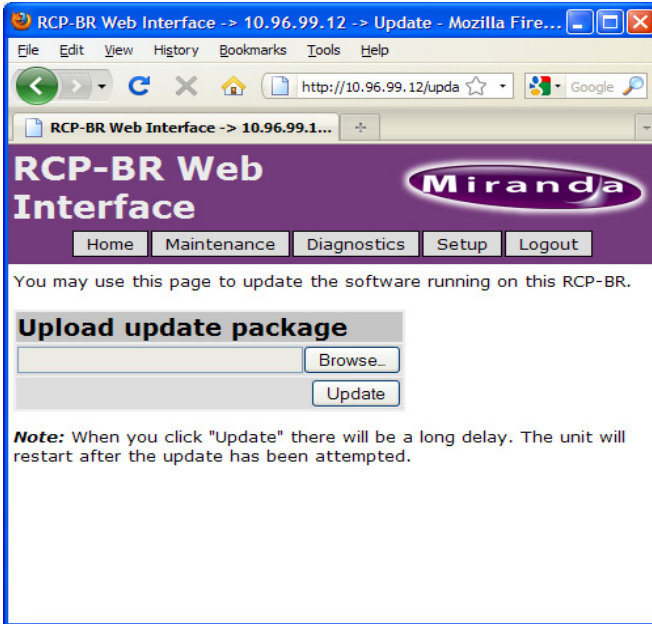 RCP-BR Web Interface -> 10.96.99.12 -> Update - Mozilla Fire...
File Edit View History Bookmarks Tools Help
http://10.96.99.12/upda Google
RCP-BR Web Interface -> 10.96.99.1...
RCP-BR Web
Interface
Miranda
Home Maintenance Diagnostics Setup Logout
You may use this page to update the software running on this RCP-BR.
Upload update package
Browse...
Update
Note: When you click "Update" there will be a long delay. The unit will
restart after the update has been attempted.